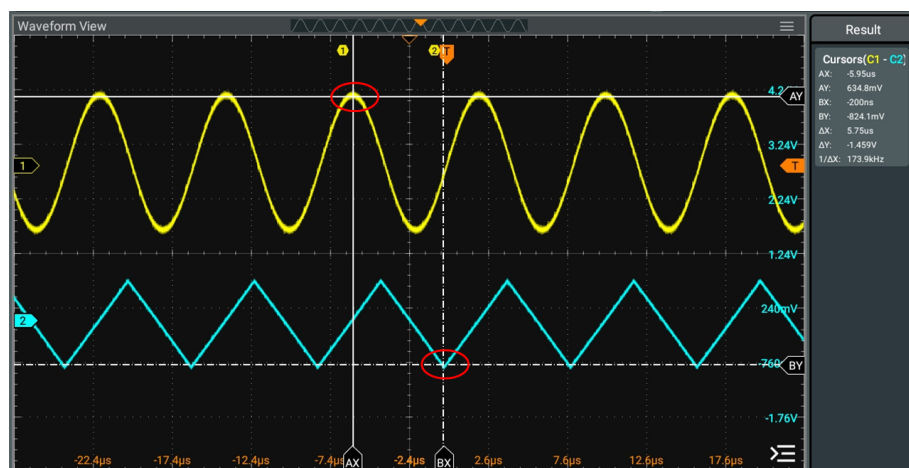 Waveform View
Result
1
2
T
Cursors(C1 - C2)
AX: -5.95us
AY: 634.8mV
BX: -200ns
BY: -824.1mV
ΔX: 5.75us
ΔY: -1.459V
1/ΔX: 173.9kHz
AY
3.24V
1
T
2.24V
1.24V
240mV
2
-760
BY
-1.76V
-22.4µs
-17.4µs
-12.4µs
-7.4µs
AX
-2.4µs
BX
2.6µs
7.6µs
12.6µs
17.6µs